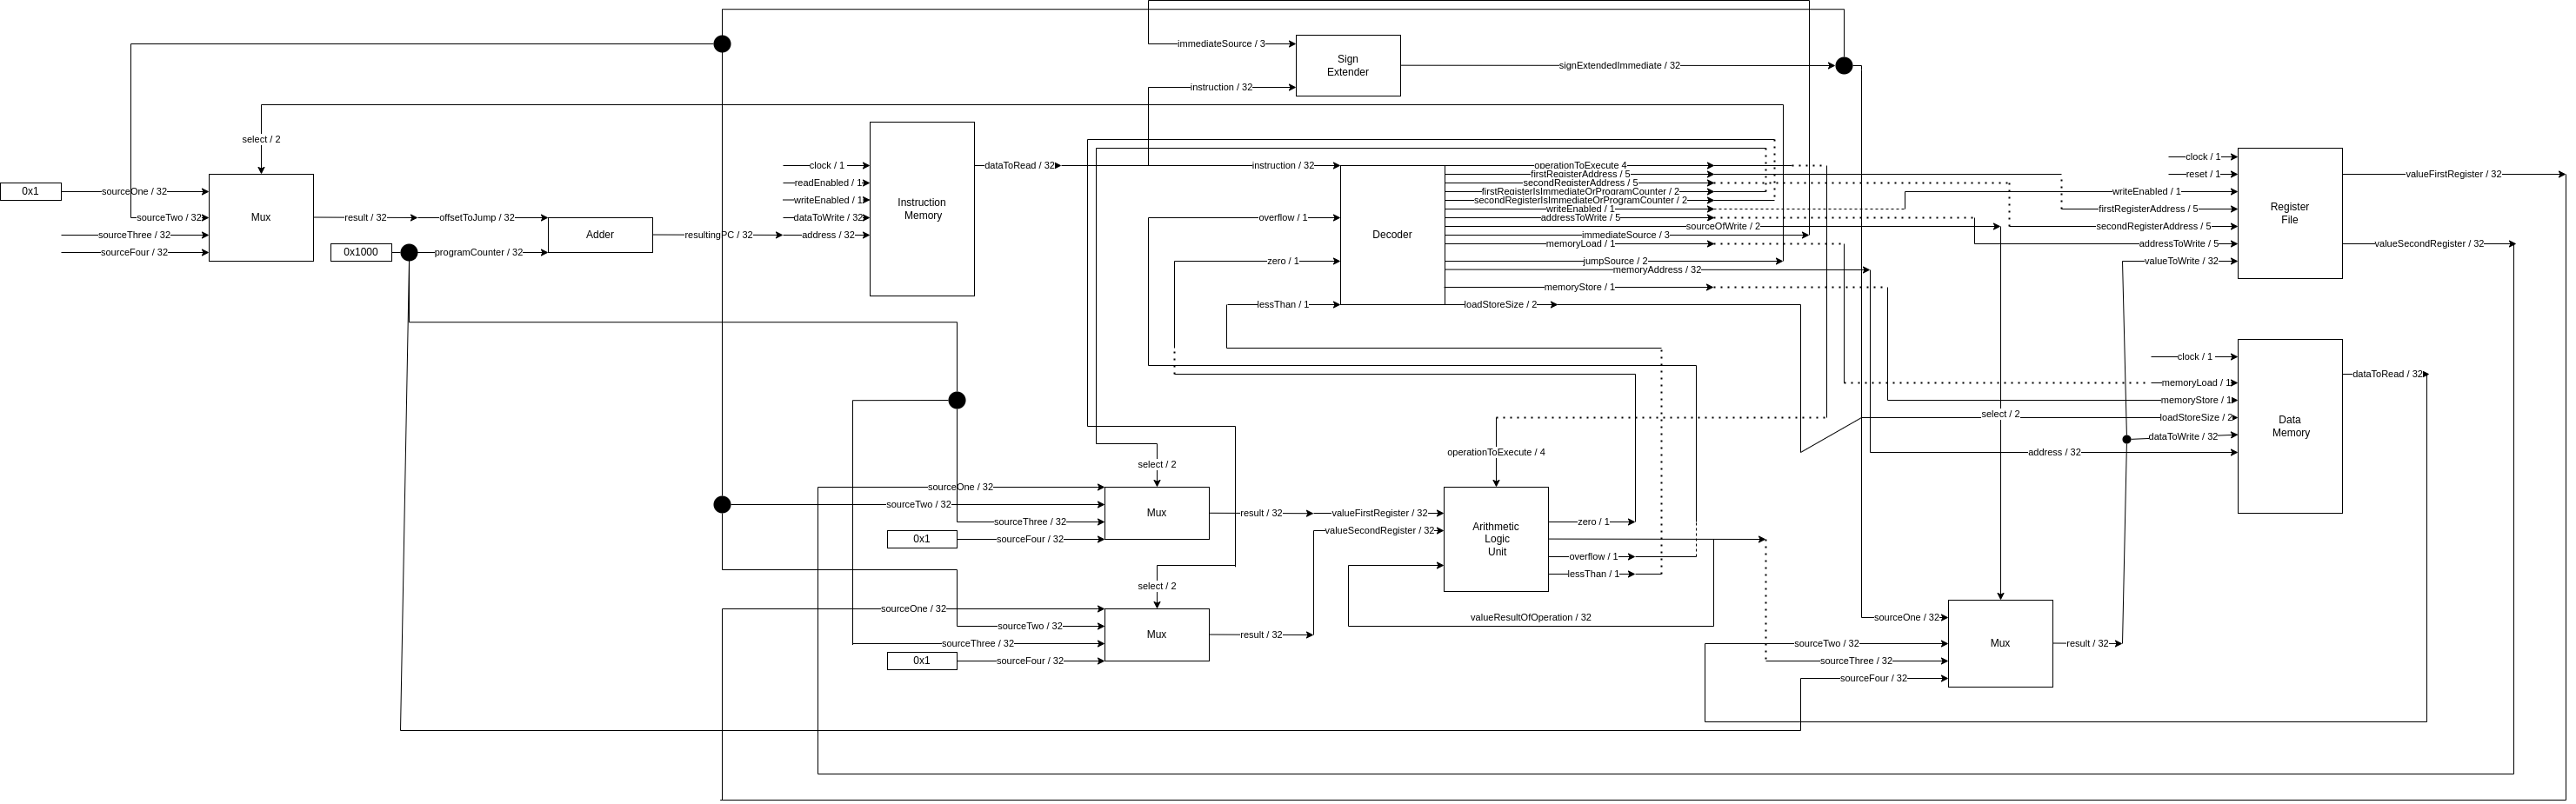 0x1
sourceOne / 32
sourceTwo / 32
sourceThree / 32
sourceFour / 32
select / 2
Mux
result / 32
0x1000
offsetToJump / 32
programCounter / 32
Adder
resultingPC / 32
clock / 1
readEnabled / 1
writeEnabled / 1
dataToWrite / 32
address / 32
Instruction
Memory
dataToRead / 32
immediateSource / 3
instruction / 32
Sign
Extender
signExtendedImmediate / 32
instruction / 32
overflow / 1
zero / 1
lessThan / 1
Decoder
operationToExecute 4
firstRegisterAddress / 5
secondRegisterAddress / 5
firstRegisterIsImmediateOrProgramCounter / 2
secondRegisterIsImmediateOrProgramCounter / 2
writeEnabled / 1
addressToWrite / 5
sourceOfWrite / 2
immediateSource / 3
memoryLoad / 1
jumpSource / 2
memoryAddress / 32
memoryStore / 1
loadStoreSize / 2
clock / 1
reset / 1
writeEnabled / 1
firstRegisterAddress / 5
secondRegisterAddress / 5
addressToWrite / 5
valueToWrite / 32
Register
File
valueFirstRegister / 32
valueSecondRegister / 32
clock / 1
memoryLoad / 1
memoryStore / 1
loadStoreSize / 2
dataToWrite / 32
address / 32
Data
Memory
dataToRead / 32
select / 2
sourceOne / 32
sourceTwo / 32
sourceThree / 32
0x1
sourceFour / 32
Mux
result / 32
select / 2
sourceOne / 32
sourceTwo / 32
sourceThree / 32
0x1
sourceFour / 32
Mux
result / 32
operationToExecute / 4
valueFirstRegister / 32
valueSecondRegister / 32
Arithmetic
Logic
Unit
zero / 1
overflow / 1
lessThan / 1
valueResultOfOperation / 32
select / 2
sourceOne / 32
sourceTwo / 32
sourceThree / 32
sourceFour / 32
Mux
result / 32